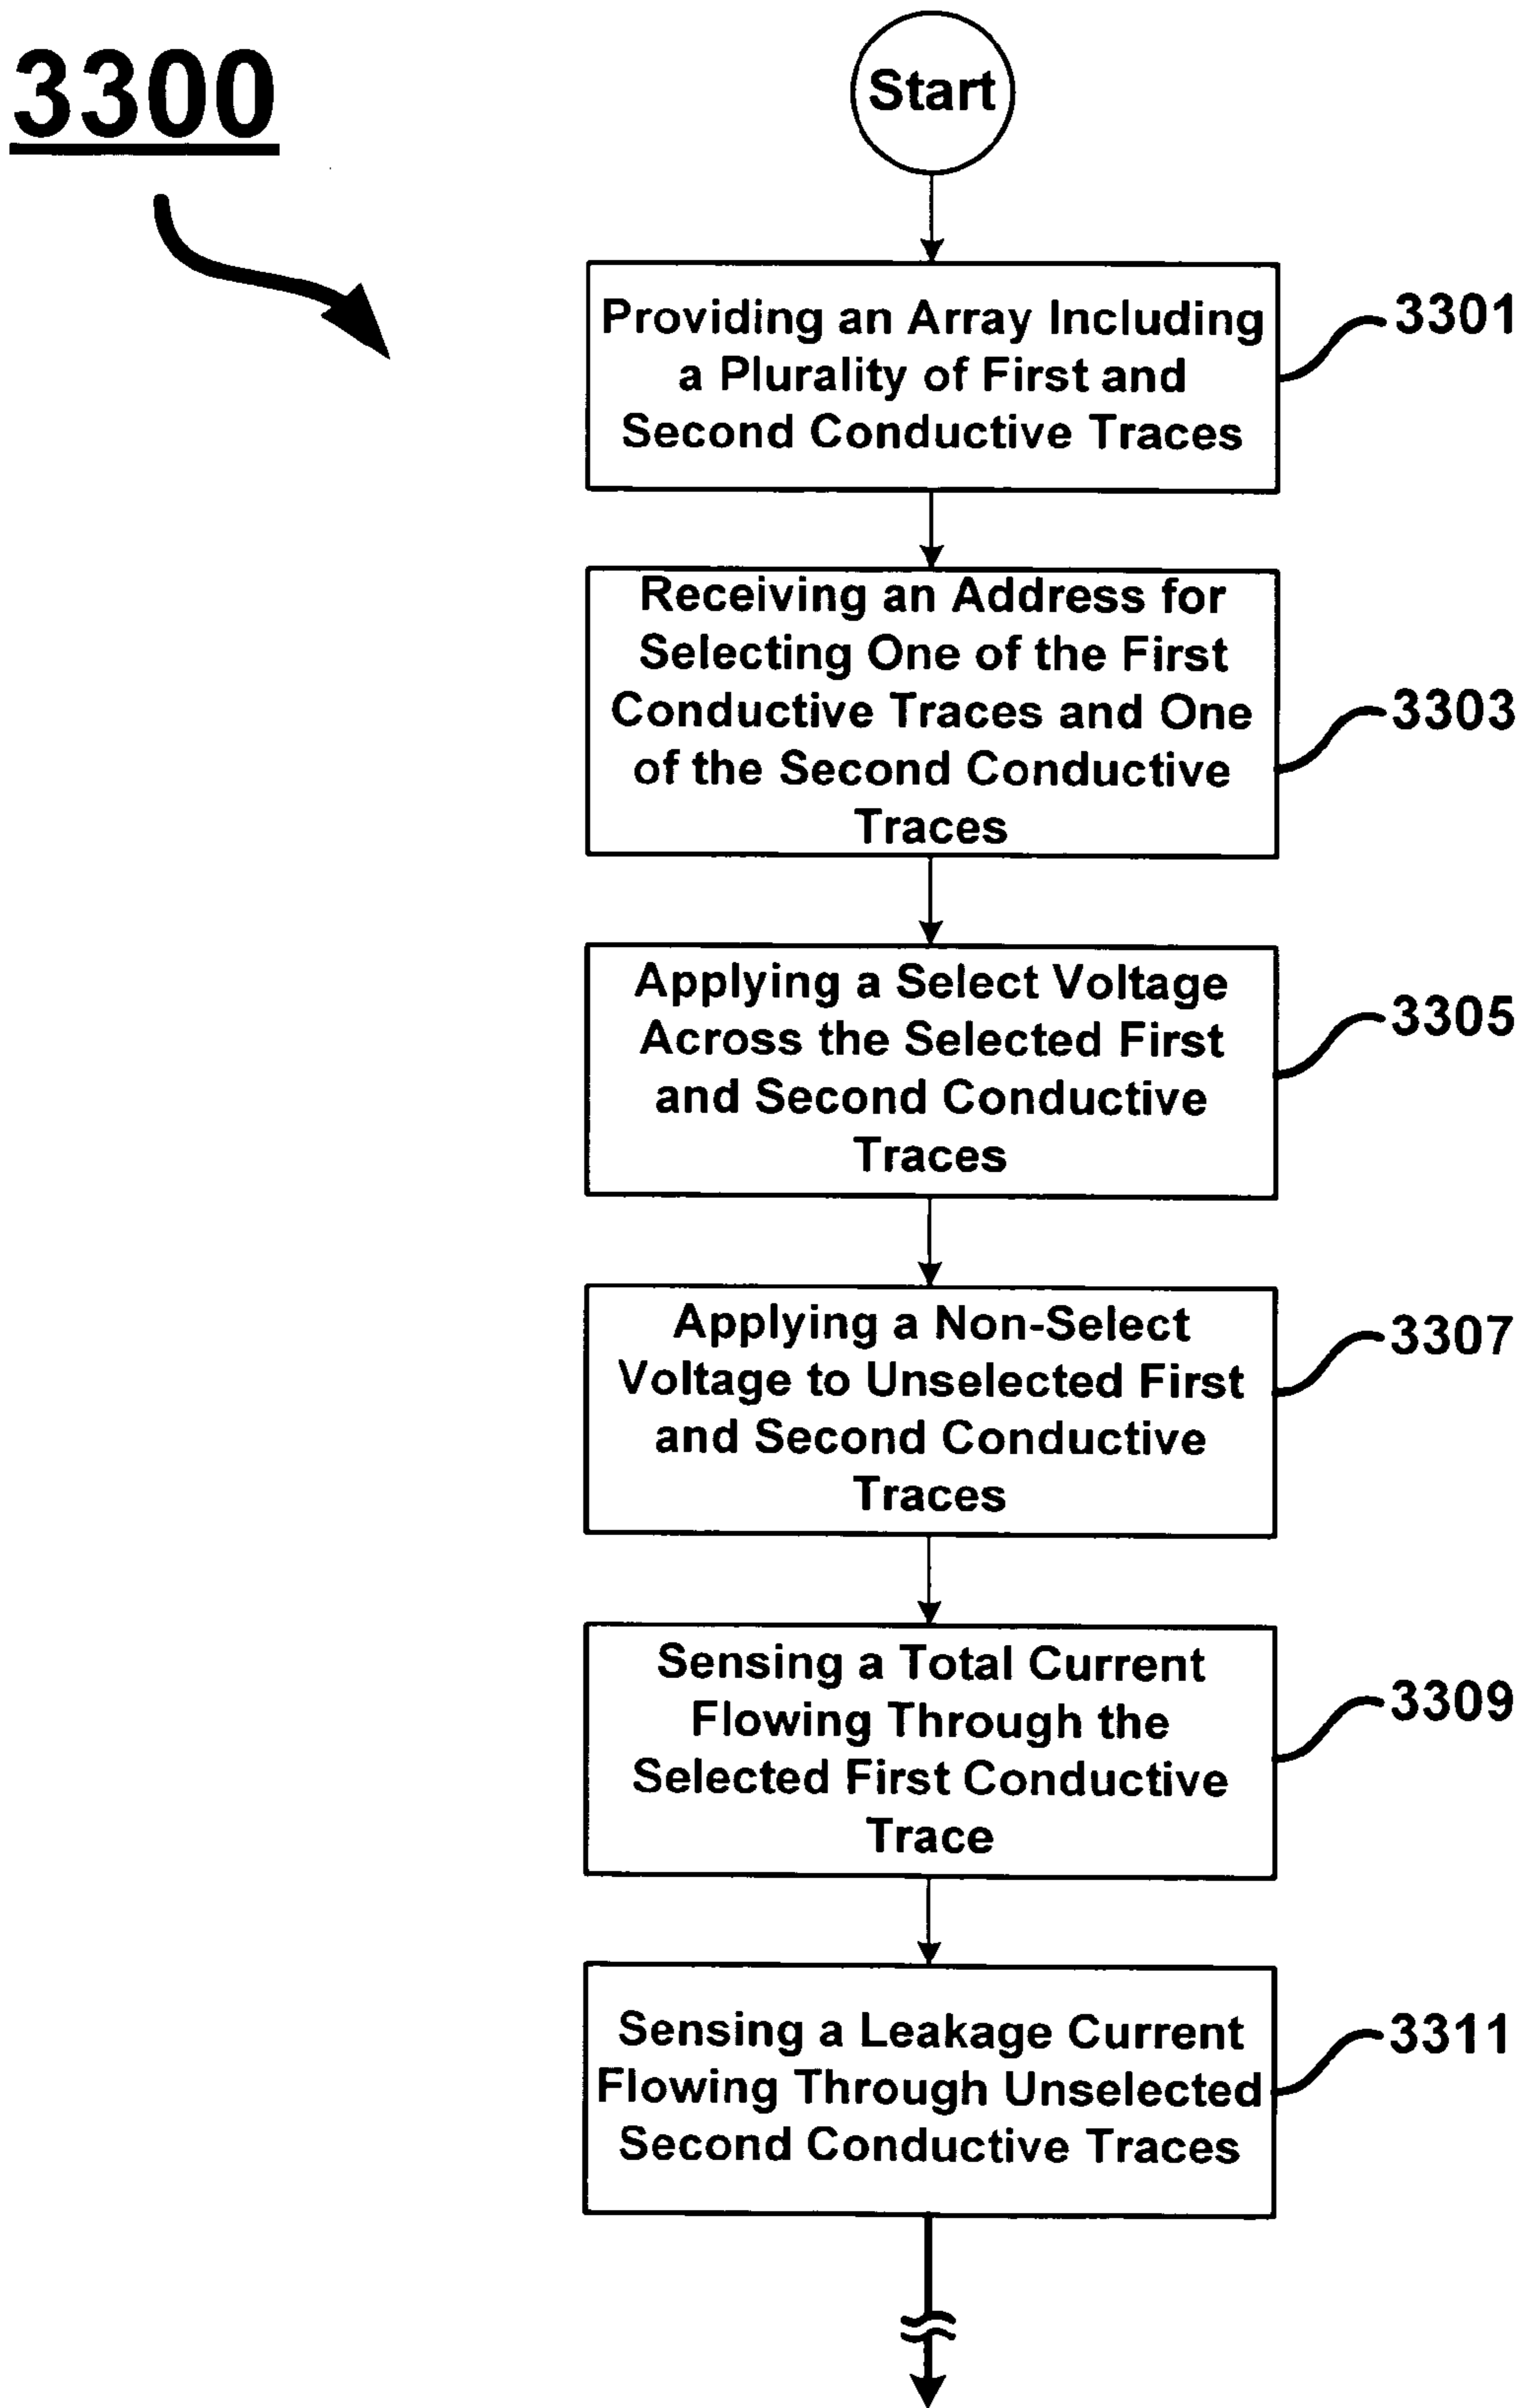 3300
Start
Providing an Array Including
a Plurality of First and
Second Conductive Traces
3301
Receiving an Address for
Selecting One of the First
Conductive Traces and One
of the Second Conductive
Traces
3303
Applying a Select Voltage
Across the Selected First
and Second Conductive
Traces
3305
Applying a Non-Select
Voltage to Unselected First
and Second Conductive
Traces
3307
Sensing a Total Current
Flowing Through the
Selected First Conductive
Trace
3309
Sensing a Leakage Current
Flowing Through Unselected
Second Conductive Traces
3311